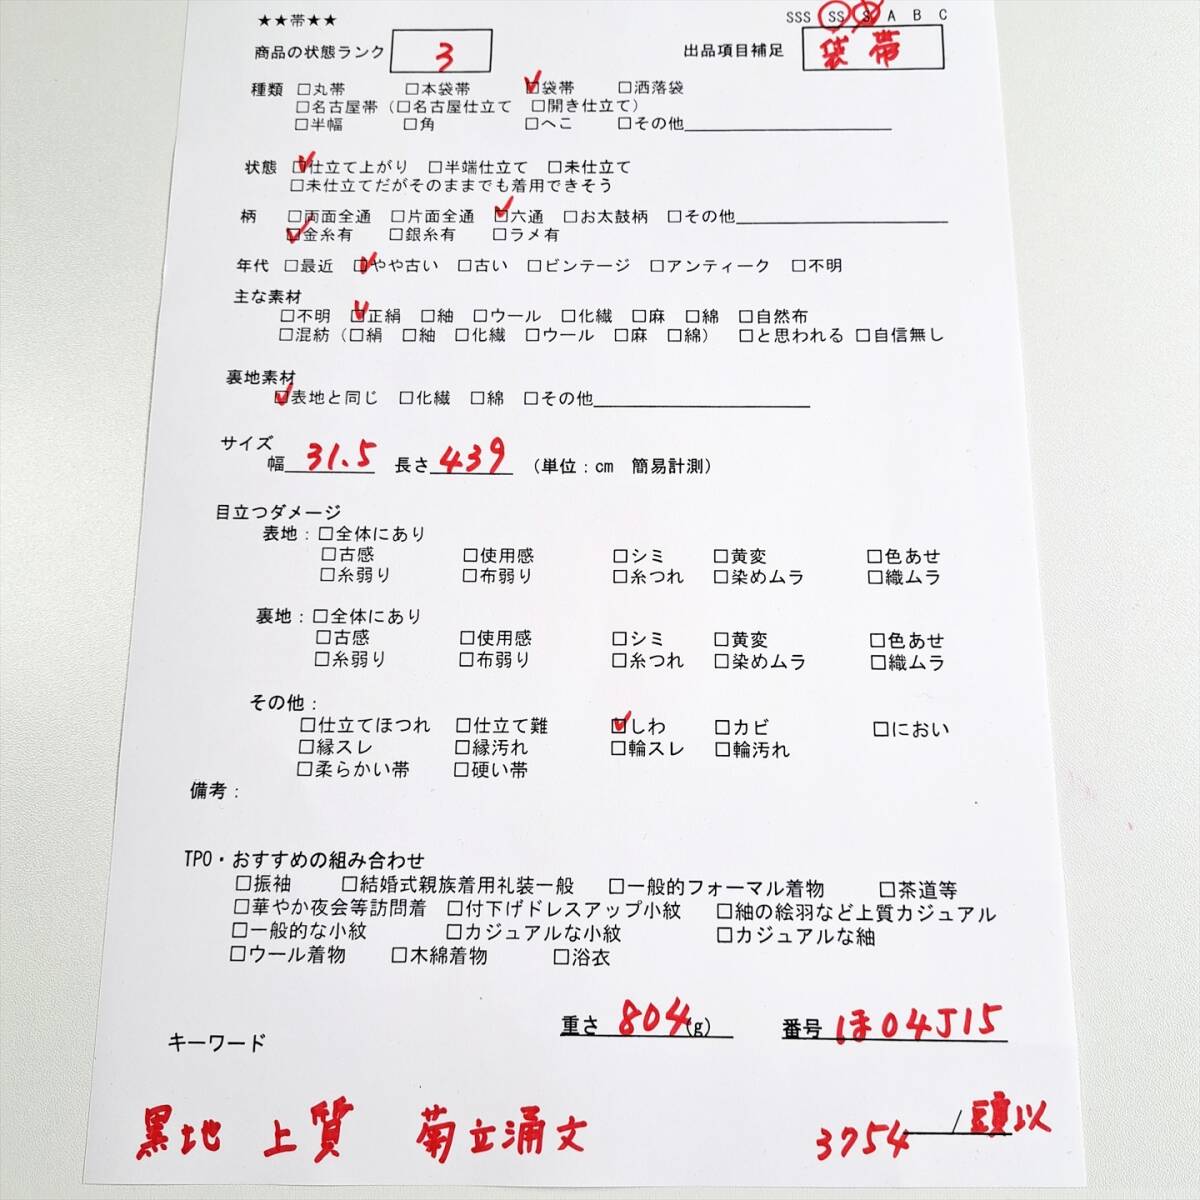 ★★帯★★ SSS SS S A B C
商品の状態ランク 3 出品項目補足 袋帯
種類 □丸帯 □本袋帯 ☑袋帯 □洒落袋
□名古屋帯（□名古屋仕立て □開き仕立て）
□半幅 □角 □へこ □その他
状態 ☑仕立て上がり □半端仕立て □未仕立て
□未仕立てだがそのままでも着用できそう
柄 □両面全通 □片面全通 ☑六通 □お太鼓柄 □その他
☑金糸有 □銀糸有 □ラメ有
年代 □最近 ☑やや古い □古い □ビンテージ □アンティーク □不明
主な素材
□不明 ☑正絹 □紬 □ウール □化繊 □麻 □綿 □自然布
□混紡（□絹 □紬 □化繊 □ウール □麻 □綿） □と思われる □自信無し
裏地素材
☑表地と同じ □化繊 □綿 □その他
サイズ
幅 31.5 長さ 439 （単位：cm 簡易計測）
目立つダメージ
表地：□全体にあり
□古感 □使用感 □シミ □黄変 □色あせ
□糸弱り □布弱り □糸つれ □染めムラ □織ムラ
裏地：□全体にあり
□古感 □使用感 □シミ □黄変 □色あせ
□糸弱り □布弱り □糸つれ □染めムラ □織ムラ
その他：
□仕立てほつれ □仕立て難 ☑しわ □カビ □におい
□縁スレ □縁汚れ □輪スレ □輪汚れ
□柔らかい帯 □硬い帯
備考：
TPO・おすすめの組み合わせ
□振袖 □結婚式親族着用礼装一般 □一般的フォーマル着物 □茶道等
□華やか夜会等訪問着 □付下げドレスアップ小紋 □紬の絵羽など上質カジュアル
□一般的な小紋 □カジュアルな小紋 □カジュアルな紬
□ウール着物 □木綿着物 □浴衣
重さ 804(g) 番号 ほ04J15
キーワード
黒地 上質 菊立涌文 3754 /